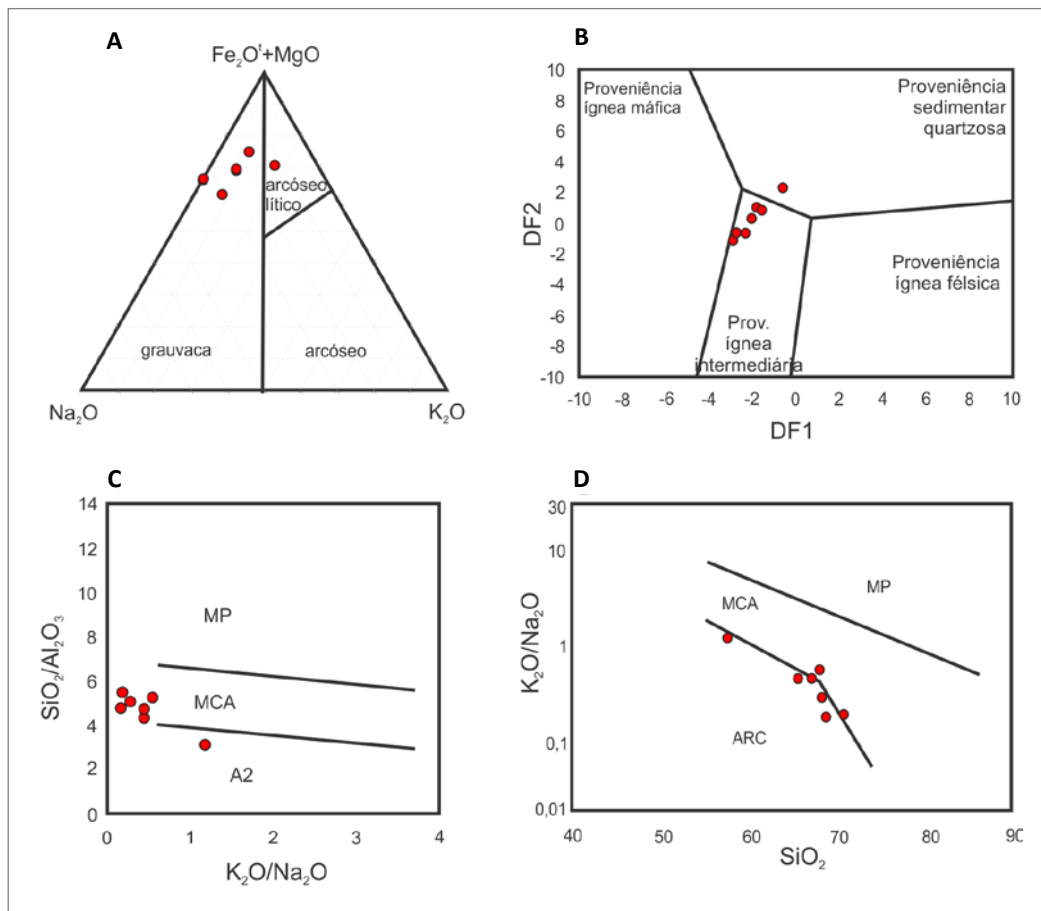 A
Fe₂Oᵗ+MgO
arcóseo
lítico
grauvaca
arcóseo
Na₂O
K₂O
B
10
8
6
4
2
0
-2
-4
-6
-8
-10
DF2
Proveniência
ígnea máfica
Proveniência
sedimentar
quartzosa
Proveniência
ígnea félsica
Prov.
ígnea
intermediária
-10 -8 -6 -4 -2 0 2 4 6 8 10
DF1
C
14
12
10
8
6
4
2
0
SiO₂/Al₂O₃
MP
MCA
A2
0 1 2 3 4
K₂O/Na₂O
D
30
10
1
0,1
0,01
K₂O/Na₂O
MCA
MP
ARC
40 50 60 70 80 90
SiO₂